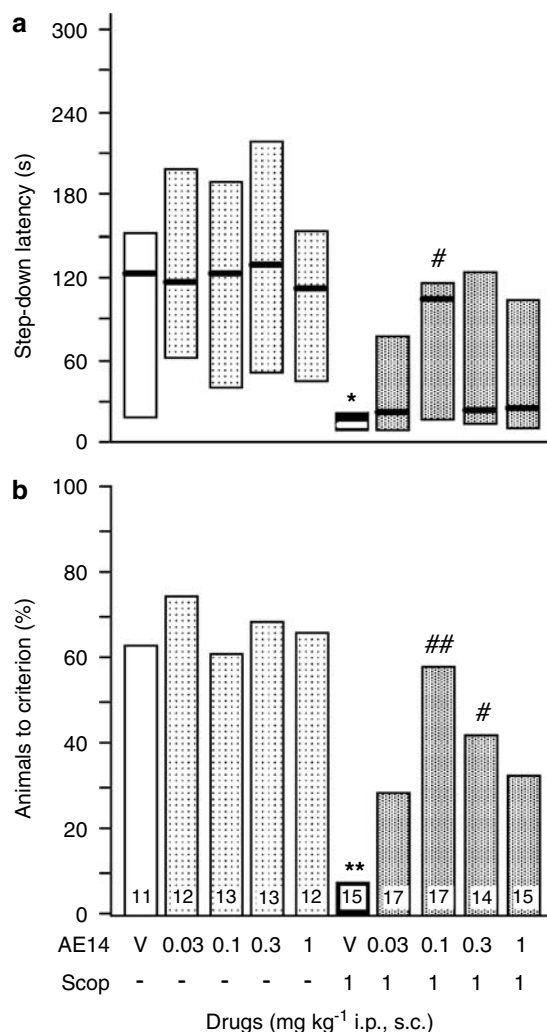 a
300
240
180
120
60
0
Step-down latency (s)
*
#
b
100
80
60
40
20
0
Animals to criterion (%)
**
##
#
11 12 13 13 12 15 17 17 14 15
AE14 V 0.03 0.1 0.3 1 V 0.03 0.1 0.3 1
Scop - - - - - 1 1 1 1 1
Drugs (mg kg⁻¹ i.p., s.c.)